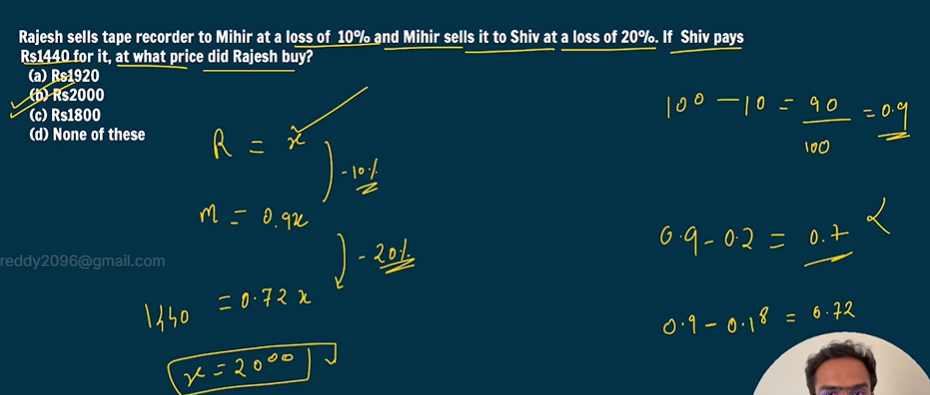 Rajesh sells tape recorder to Mihir at a loss of 10% and Mihir sells it to Shiv at a loss of 20%. If Shiv pays
Rs1440 for it, at what price did Rajesh buy?
(a) Rs1920
(b) Rs2000
(c) Rs1800
(d) None of these
R = x
-10%
m = 0.9x
-20%
1440 = 0.72x
x = 2000
100 - 10 = 90/100 = 0.9
0.9 - 0.2 = 0.7
0.9 - 0.18 = 0.72
reddy2096@gmail.com